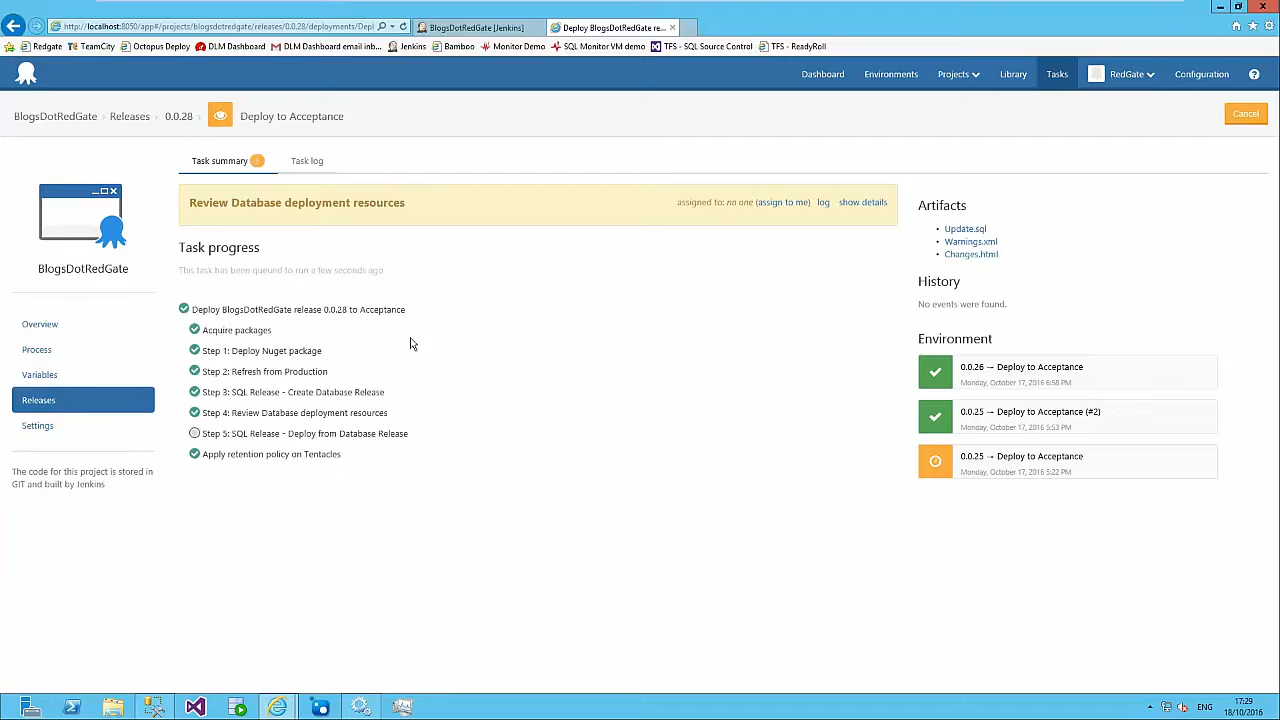 http://localhost:8050/app#/projects/blogsdotredgate/releases/0.0.28/deployments/Depl
BlogsDotRedGate [Jenkins]
Deploy BlogsDotRedGate re...
Redgate TeamCity Octopus Deploy DLM Dashboard DLM Dashboard email inb... Jenkins Bamboo Monitor Demo SQL Monitor VM demo TFS - SQL Source Control TFS - ReadyRoll
Dashboard Environments Projects Library Tasks RedGate Configuration
BlogsDotRedGate › Releases › 0.0.28 › Deploy to Acceptance
Cancel
Task summary
Task log
Review Database deployment resources
assigned to: no one (assign to me) log show details
Task progress
This task has been queued to run a few seconds ago
Deploy BlogsDotRedGate release 0.0.28 to Acceptance
Acquire packages
Step 1: Deploy Nuget package
Step 2: Refresh from Production
Step 3: SQL Release - Create Database Release
Step 4: Review Database deployment resources
Step 5: SQL Release - Deploy from Database Release
Apply retention policy on Tentacles
BlogsDotRedGate
Overview
Process
Variables
Releases
Settings
The code for this project is stored in
GIT and built by Jenkins
Artifacts
• Update.sql
• Warnings.xml
• Changes.html
History
No events were found.
Environment
0.0.26 → Deploy to Acceptance
Monday, October 17, 2016 6:58 PM
0.0.25 → Deploy to Acceptance (#2)
Monday, October 17, 2016 5:53 PM
0.0.25 → Deploy to Acceptance
Monday, October 17, 2016 5:22 PM
ENG
17:29
18/10/2016